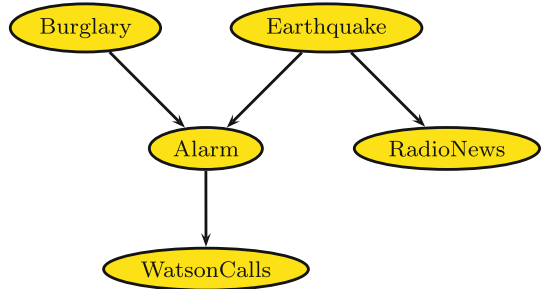 Burglary
Earthquake
Alarm
RadioNews
WatsonCalls